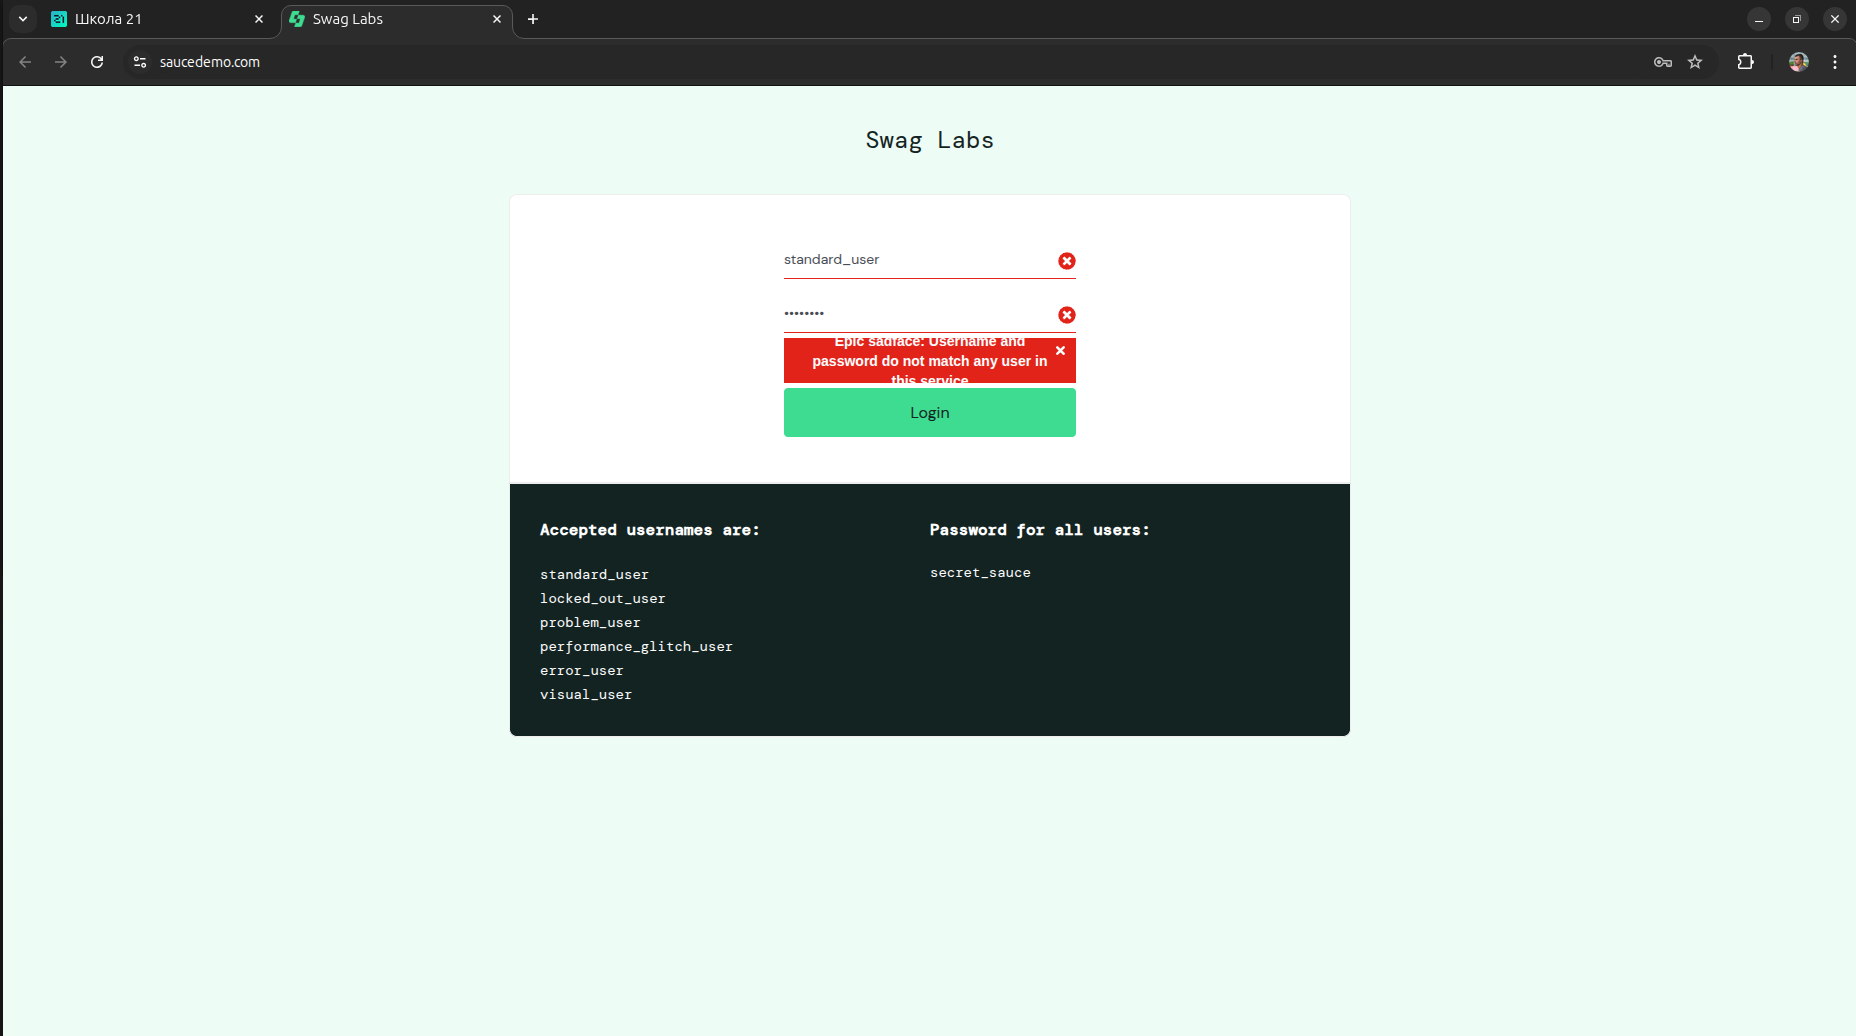 Школа 21
Swag Labs
saucedemo.com
Swag Labs
standard_user
••••••••
Epic sadface: Username and
password do not match any user in
this service
Login
Accepted usernames are:
standard_user
locked_out_user
problem_user
performance_glitch_user
error_user
visual_user
Password for all users:
secret_sauce